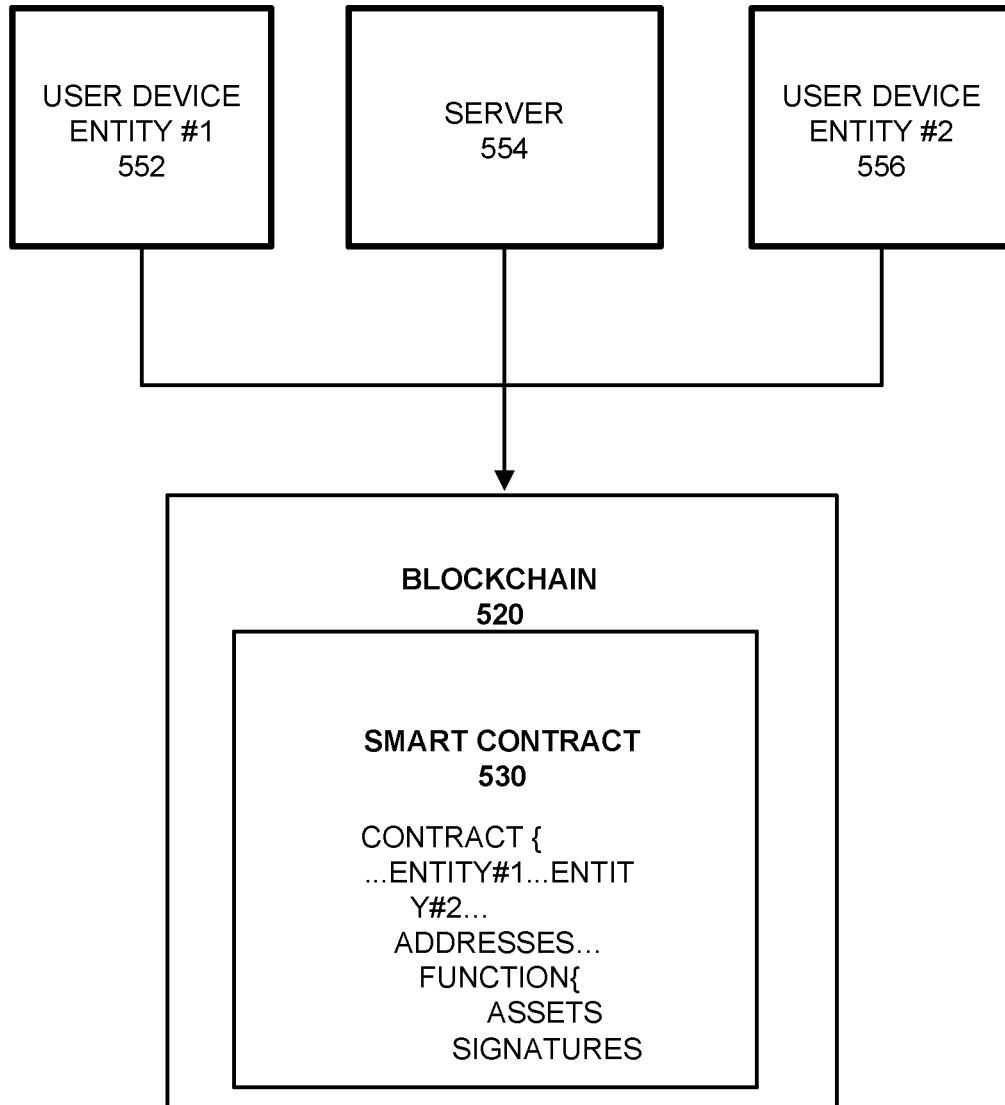 USER DEVICE
ENTITY #1
552
SERVER
554
USER DEVICE
ENTITY #2
556
BLOCKCHAIN
520
SMART CONTRACT
530
CONTRACT {
...ENTITY#1...ENTIT
Y#2...
ADDRESSES...
FUNCTION{
ASSETS
SIGNATURES